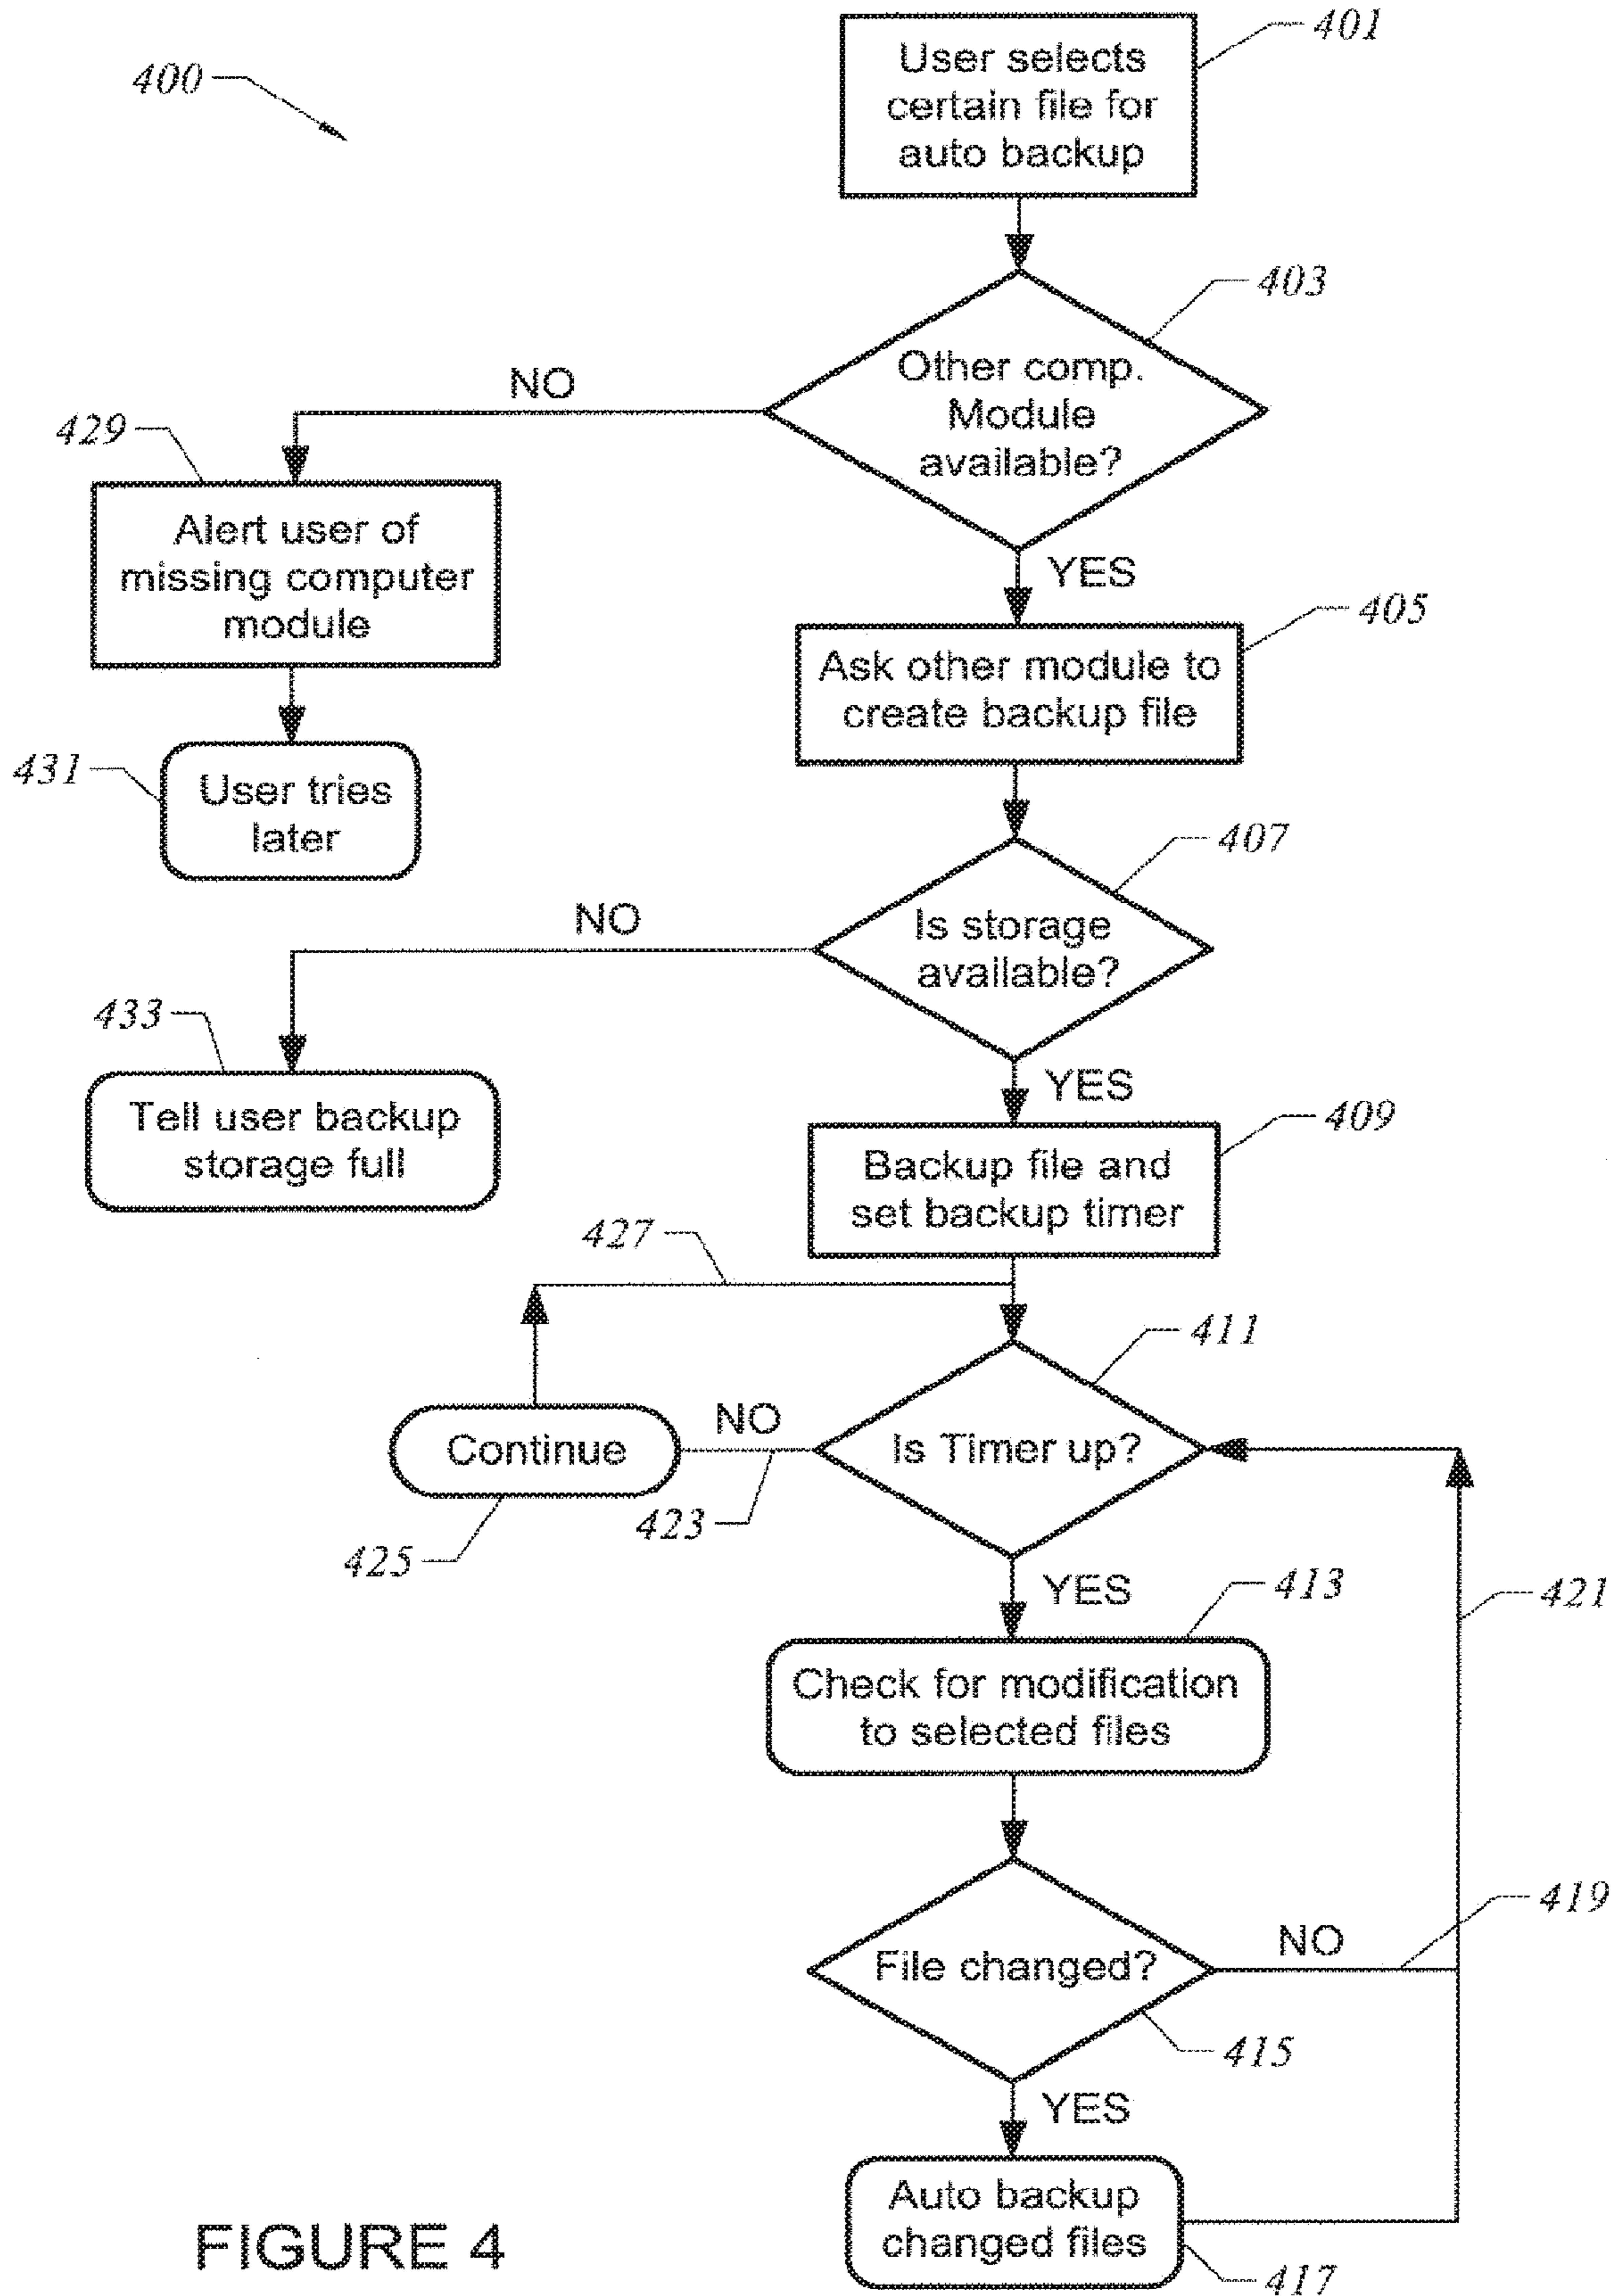 400
401
User selects
certain file for
auto backup
403
Other comp.
Module
available?
NO
429
Alert user of
missing computer
module
YES
405
Ask other module to
create backup file
431
User tries
later
407
Is storage
available?
NO
433
Tell user backup
storage full
YES
409
Backup file and
set backup timer
427
411
Is Timer up?
NO
Continue
423
425
YES
413
Check for modification
to selected files
421
419
File changed?
NO
415
YES
Auto backup
changed files
417
FIGURE 4